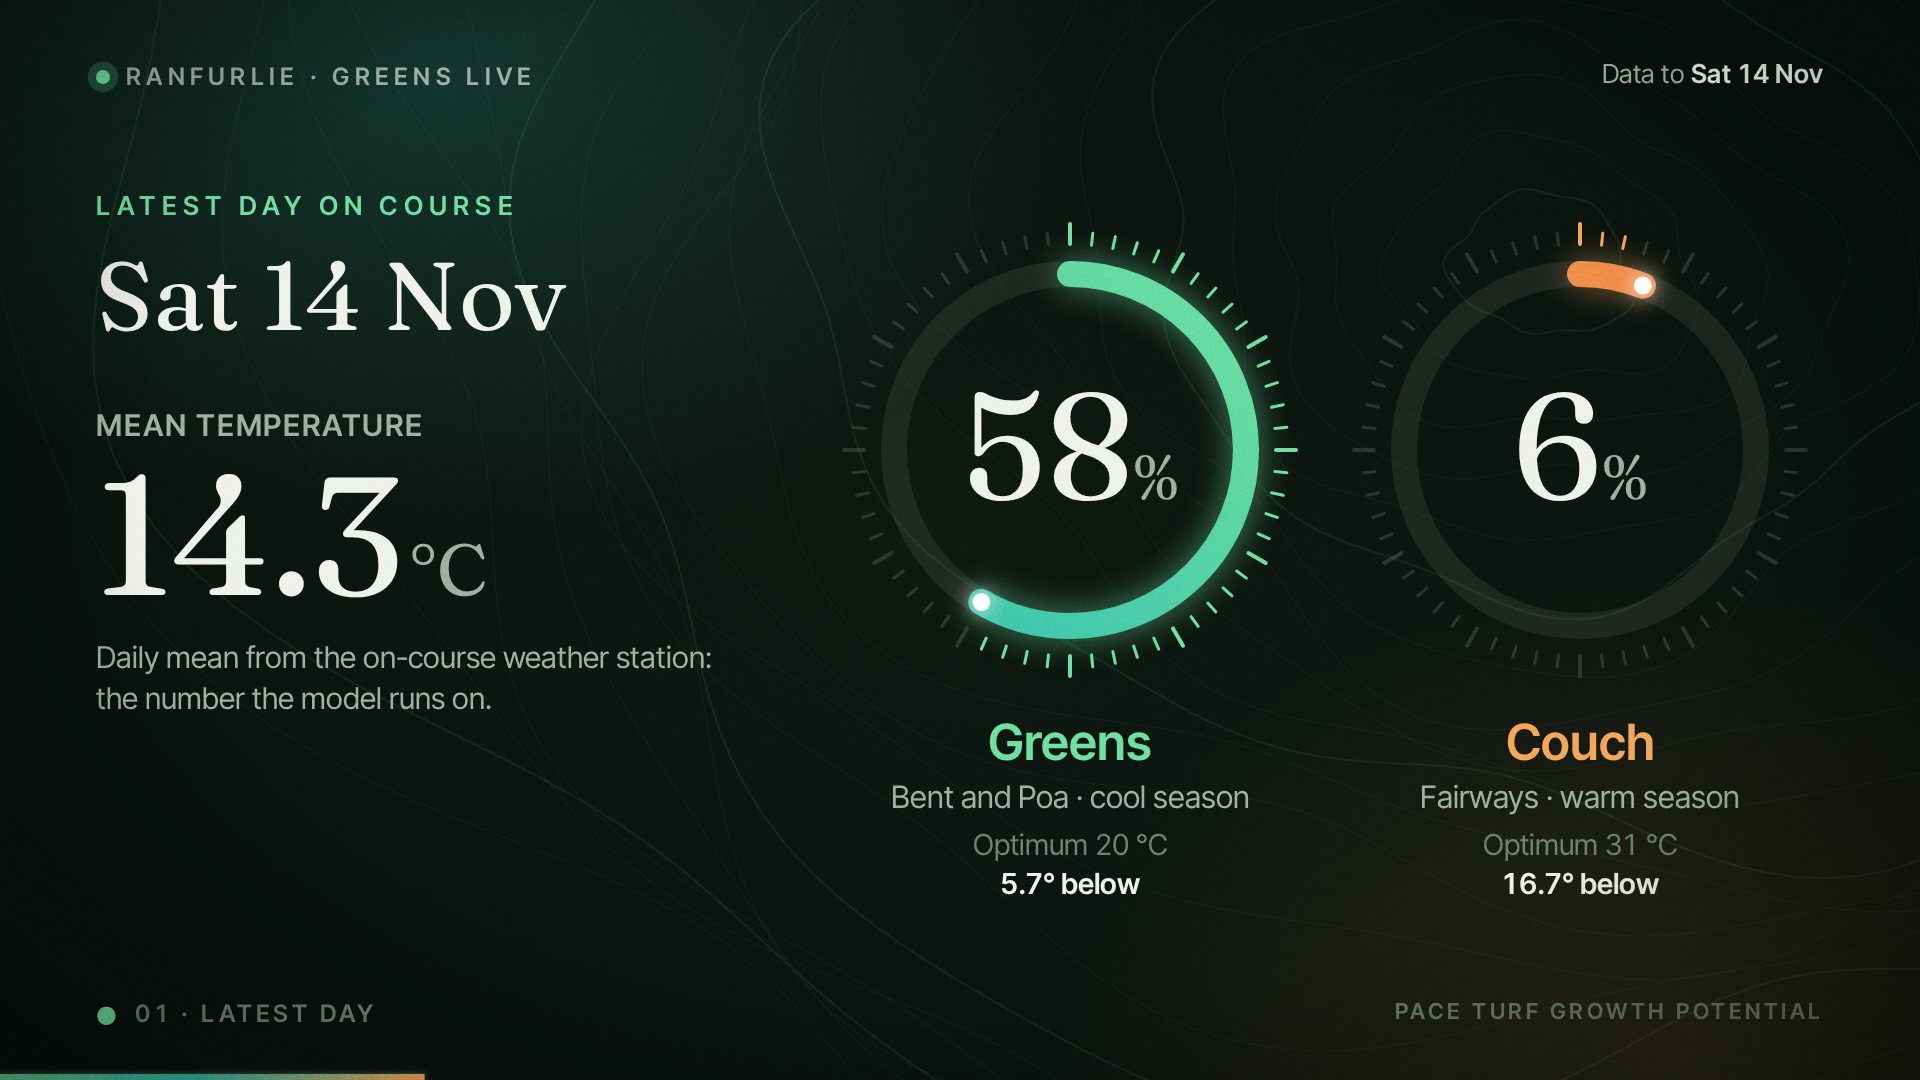 RANFURLIE · GREENS LIVE
Data to Sat 14 Nov
LATEST DAY ON COURSE
Sat 14 Nov
MEAN TEMPERATURE
14.3 °C
Daily mean from the on-course weather station:
the number the model runs on.
58%
Greens
Bent and Poa · cool season
Optimum 20 °C
5.7° below
6%
Couch
Fairways · warm season
Optimum 31 °C
16.7° below
01 · LATEST DAY
PACE TURF GROWTH POTENTIAL